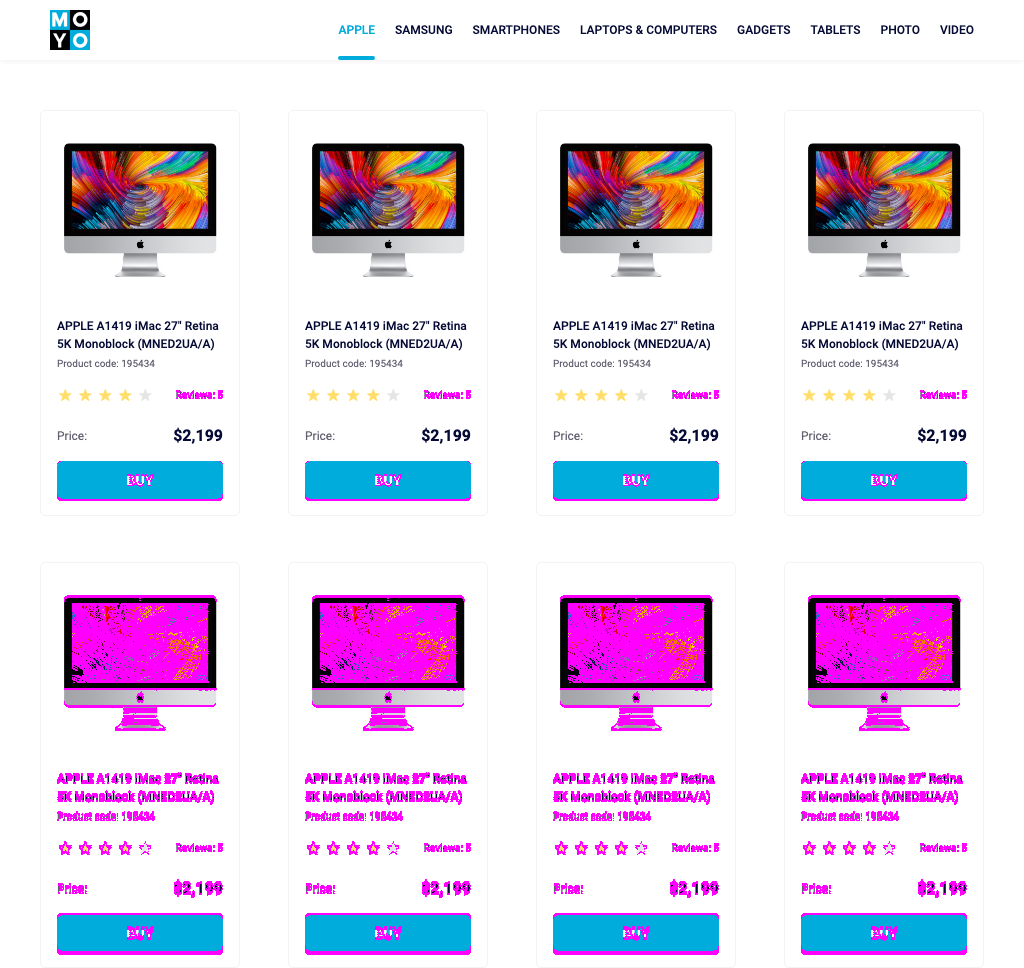 MO
YO
APPLE SAMSUNG SMARTPHONES LAPTOPS & COMPUTERS GADGETS TABLETS PHOTO VIDEO
APPLE A1419 iMac 27" Retina APPLE A1419 iMac 27" Retina APPLE A1419 iMac 27" Retina APPLE A1419 iMac 27" Retina
5K Monoblock (MNED2UA/A) 5K Monoblock (MNED2UA/A) 5K Monoblock (MNED2UA/A) 5K Monoblock (MNED2UA/A)
Product code: 195434 Product code: 195434 Product code: 195434 Product code: 195434
Reviews: 5 Reviews: 5 Reviews: 5 Reviews: 5
Price: $2,199 Price: $2,199 Price: $2,199 Price: $2,199
BUY BUY BUY BUY
APPLE A1419 iMac 27" Retina APPLE A1419 iMac 27" Retina APPLE A1419 iMac 27" Retina APPLE A1419 iMac 27" Retina
5K Monoblock (MNED2UA/A) 5K Monoblock (MNED2UA/A) 5K Monoblock (MNED2UA/A) 5K Monoblock (MNED2UA/A)
Product code: 195434 Product code: 195434 Product code: 195434 Product code: 195434
Reviews: 5 Reviews: 5 Reviews: 5 Reviews: 5
Price: $2,199 Price: $2,199 Price: $2,199 Price: $2,199
BUY BUY BUY BUY